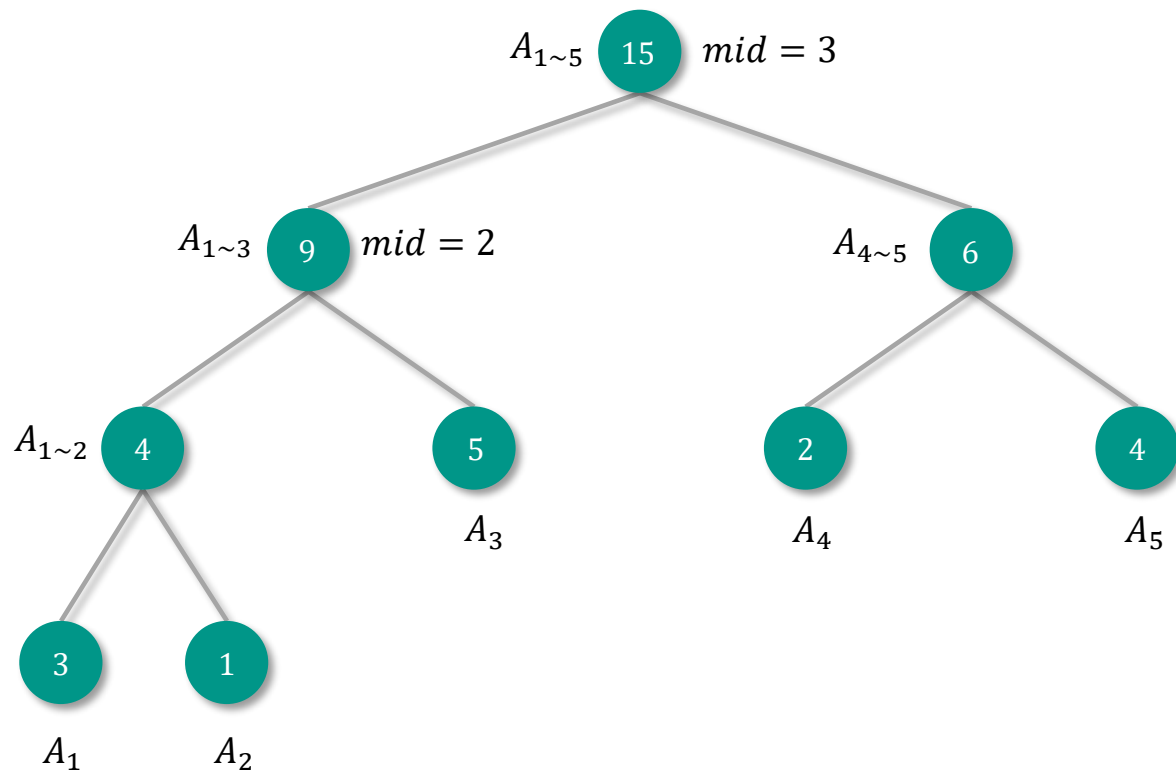 A₁~₅ 15 mid = 3
A₁~₃ 9 mid = 2 A₄~₅ 6
A₁~₂ 4 5 2 4
A₃ A₄ A₅
3 1
A₁ A₂